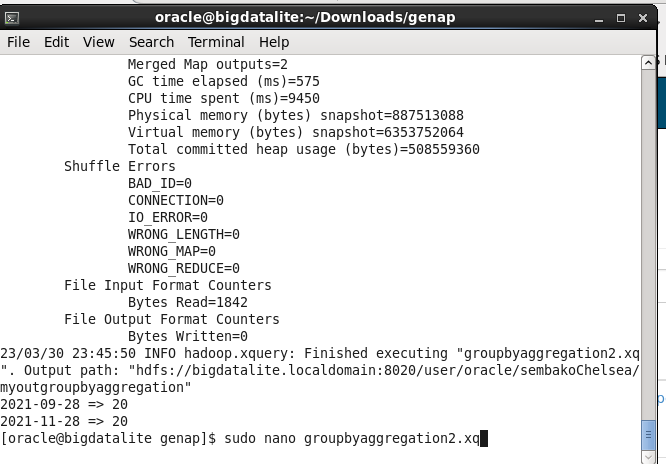 oracle@bigdatalite:~/Downloads/genap
File Edit View Search Terminal Help
Merged Map outputs=2
GC time elapsed (ms)=575
CPU time spent (ms)=9450
Physical memory (bytes) snapshot=887513088
Virtual memory (bytes) snapshot=6353752064
Total committed heap usage (bytes)=508559360
Shuffle Errors
BAD_ID=0
CONNECTION=0
IO_ERROR=0
WRONG_LENGTH=0
WRONG_MAP=0
WRONG_REDUCE=0
File Input Format Counters
Bytes Read=1842
File Output Format Counters
Bytes Written=0
23/03/30 23:45:50 INFO hadoop.xquery: Finished executing "groupbyaggregation2.xq
". Output path: "hdfs://bigdatalite.localdomain:8020/user/oracle/sembakoChelsea/
myoutgroupbyaggregation"
2021-09-28 => 20
2021-11-28 => 20
[oracle@bigdatalite genap]$ sudo nano groupbyaggregation2.xq